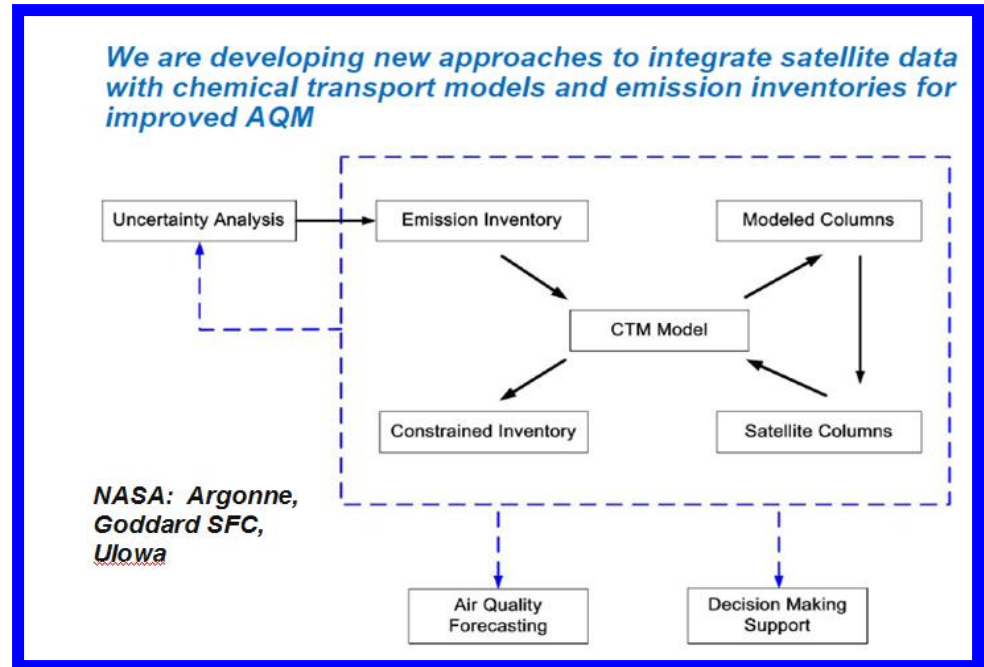 We are developing new approaches to integrate satellite data
with chemical transport models and emission inventories for
improved AQM
Uncertainty Analysis
Emission Inventory
Modeled Columns
CTM Model
Constrained Inventory
Satellite Columns
NASA: Argonne,
Goddard SFC,
UIowa
Air Quality
Forecasting
Decision Making
Support